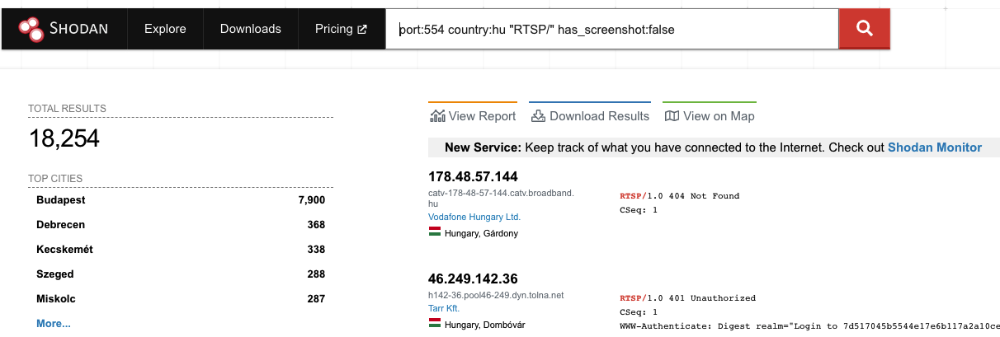 SHODAN Explore Downloads Pricing port:554 country:hu "RTSP/" has_screenshot:false
TOTAL RESULTS
18,254
TOP CITIES
Budapest 7,900
Debrecen 368
Kecskemét 338
Szeged 288
Miskolc 287
More...
View Report Download Results View on Map
New Service: Keep track of what you have connected to the Internet. Check out Shodan Monitor
178.48.57.144
catv-178-48-57-144.catv.broadband.
hu
Vodafone Hungary Ltd.
Hungary, Gárdony
RTSP/1.0 404 Not Found
CSeq: 1
46.249.142.36
h142-36.pool46-249.dyn.tolna.net
Tarr Kft.
Hungary, Dombóvár
RTSP/1.0 401 Unauthorized
CSeq: 1
WWW-Authenticate: Digest realm="Login to 7d517045b5544e17e6b117a2a10ce